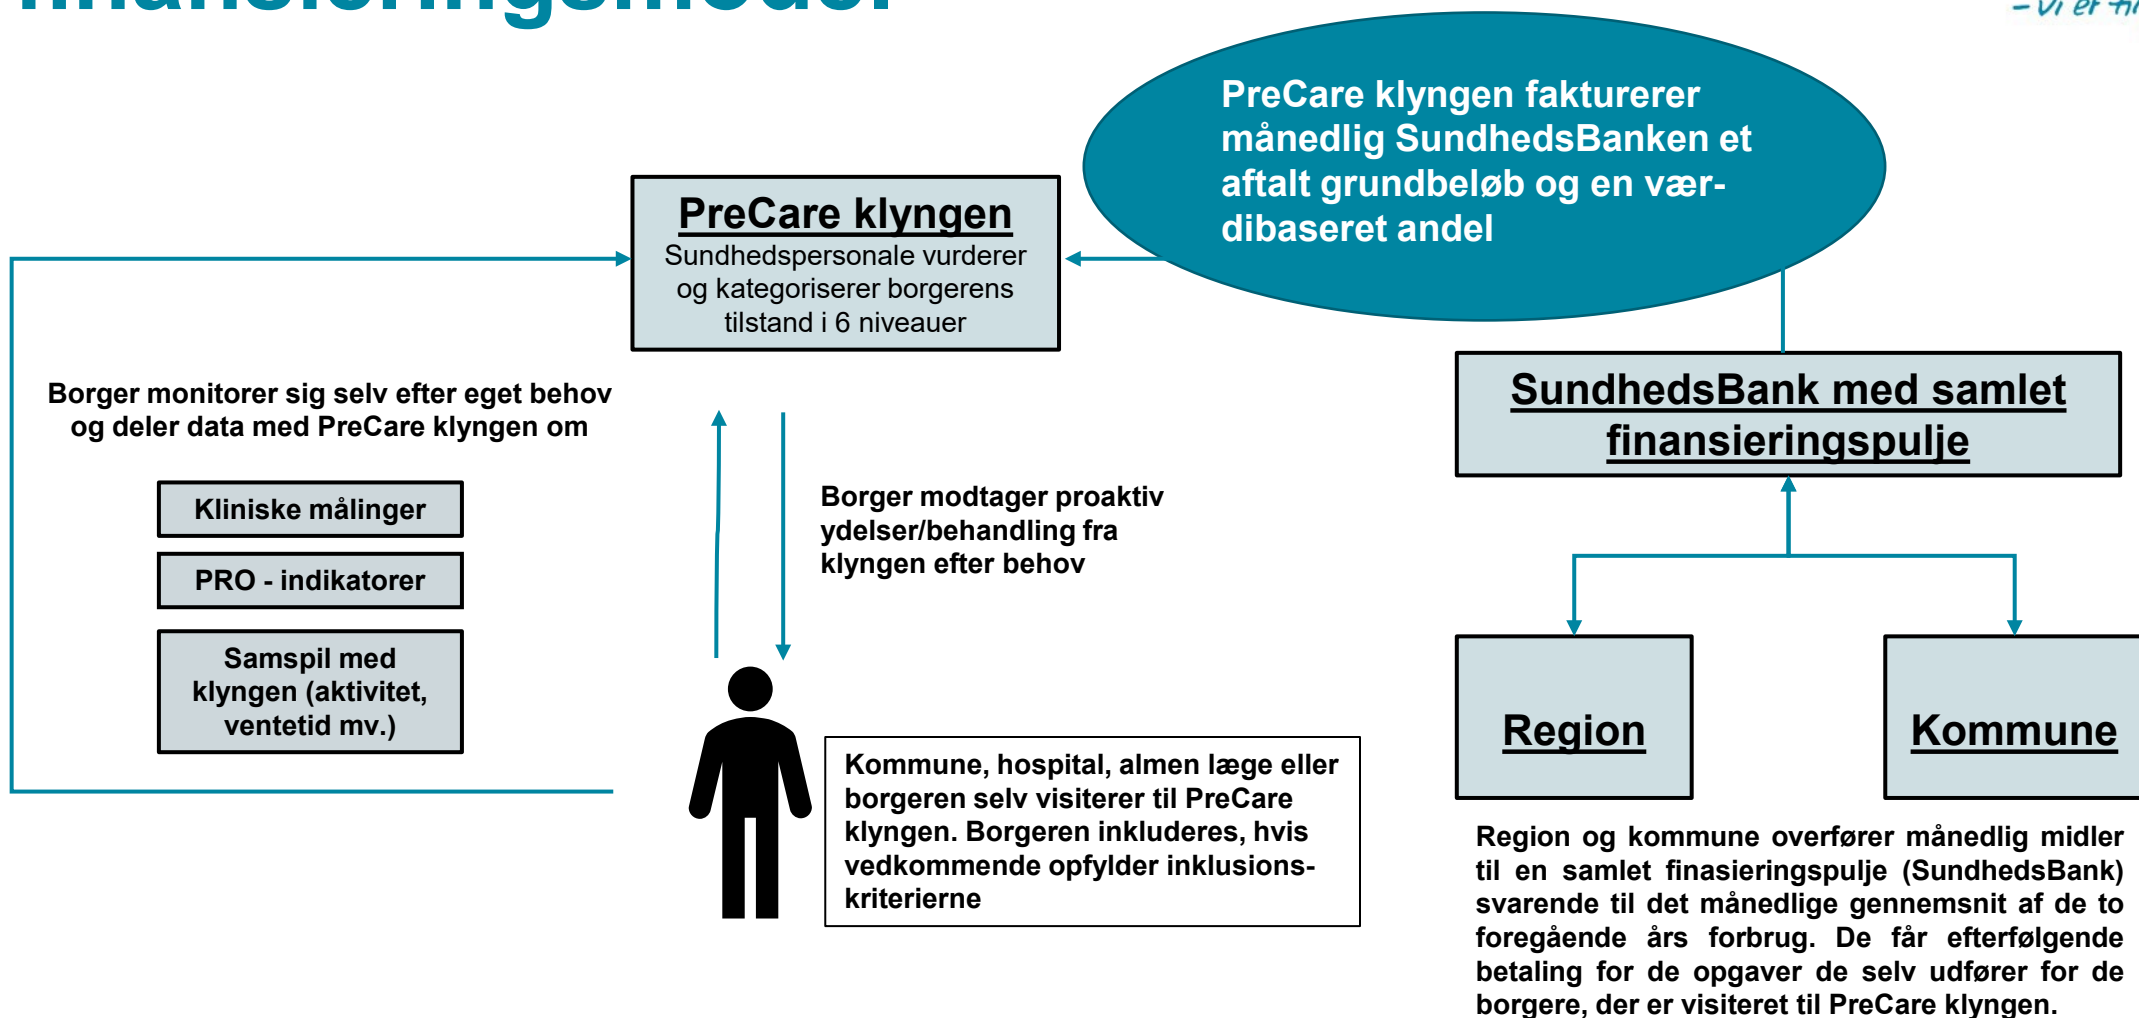 finansieringsmodel
- Vi er
PreCare klyngen fakturerer
månedlig SundhedsBanken et
aftalt grundbeløb og en vær-
dibaseret andel
PreCare klyngen
Sundhedspersonale vurderer
og kategoriserer borgerens
tilstand i 6 niveauer
Borger monitorer sig selv efter eget behov
og deler data med PreCare klyngen om
Kliniske målinger
PRO - indikatorer
Samspil med
klyngen (aktivitet,
ventetid mv.)
Borger modtager proaktiv
ydelser/behandling fra
klyngen efter behov
Kommune, hospital, almen læge eller
borgeren selv visiterer til PreCare
klyngen. Borgeren inkluderes, hvis
vedkommende opfylder inklusions-
kriterierne
SundhedsBank med samlet
finansieringspulje
Region
Kommune
Region og kommune overfører månedlig midler
til en samlet finasieringspulje (SundhedsBank)
svarende til det månedlige gennemsnit af de to
foregående års forbrug. De får efterfølgende
betaling for de opgaver de selv udfører for de
borgere, der er visiteret til PreCare klyngen.